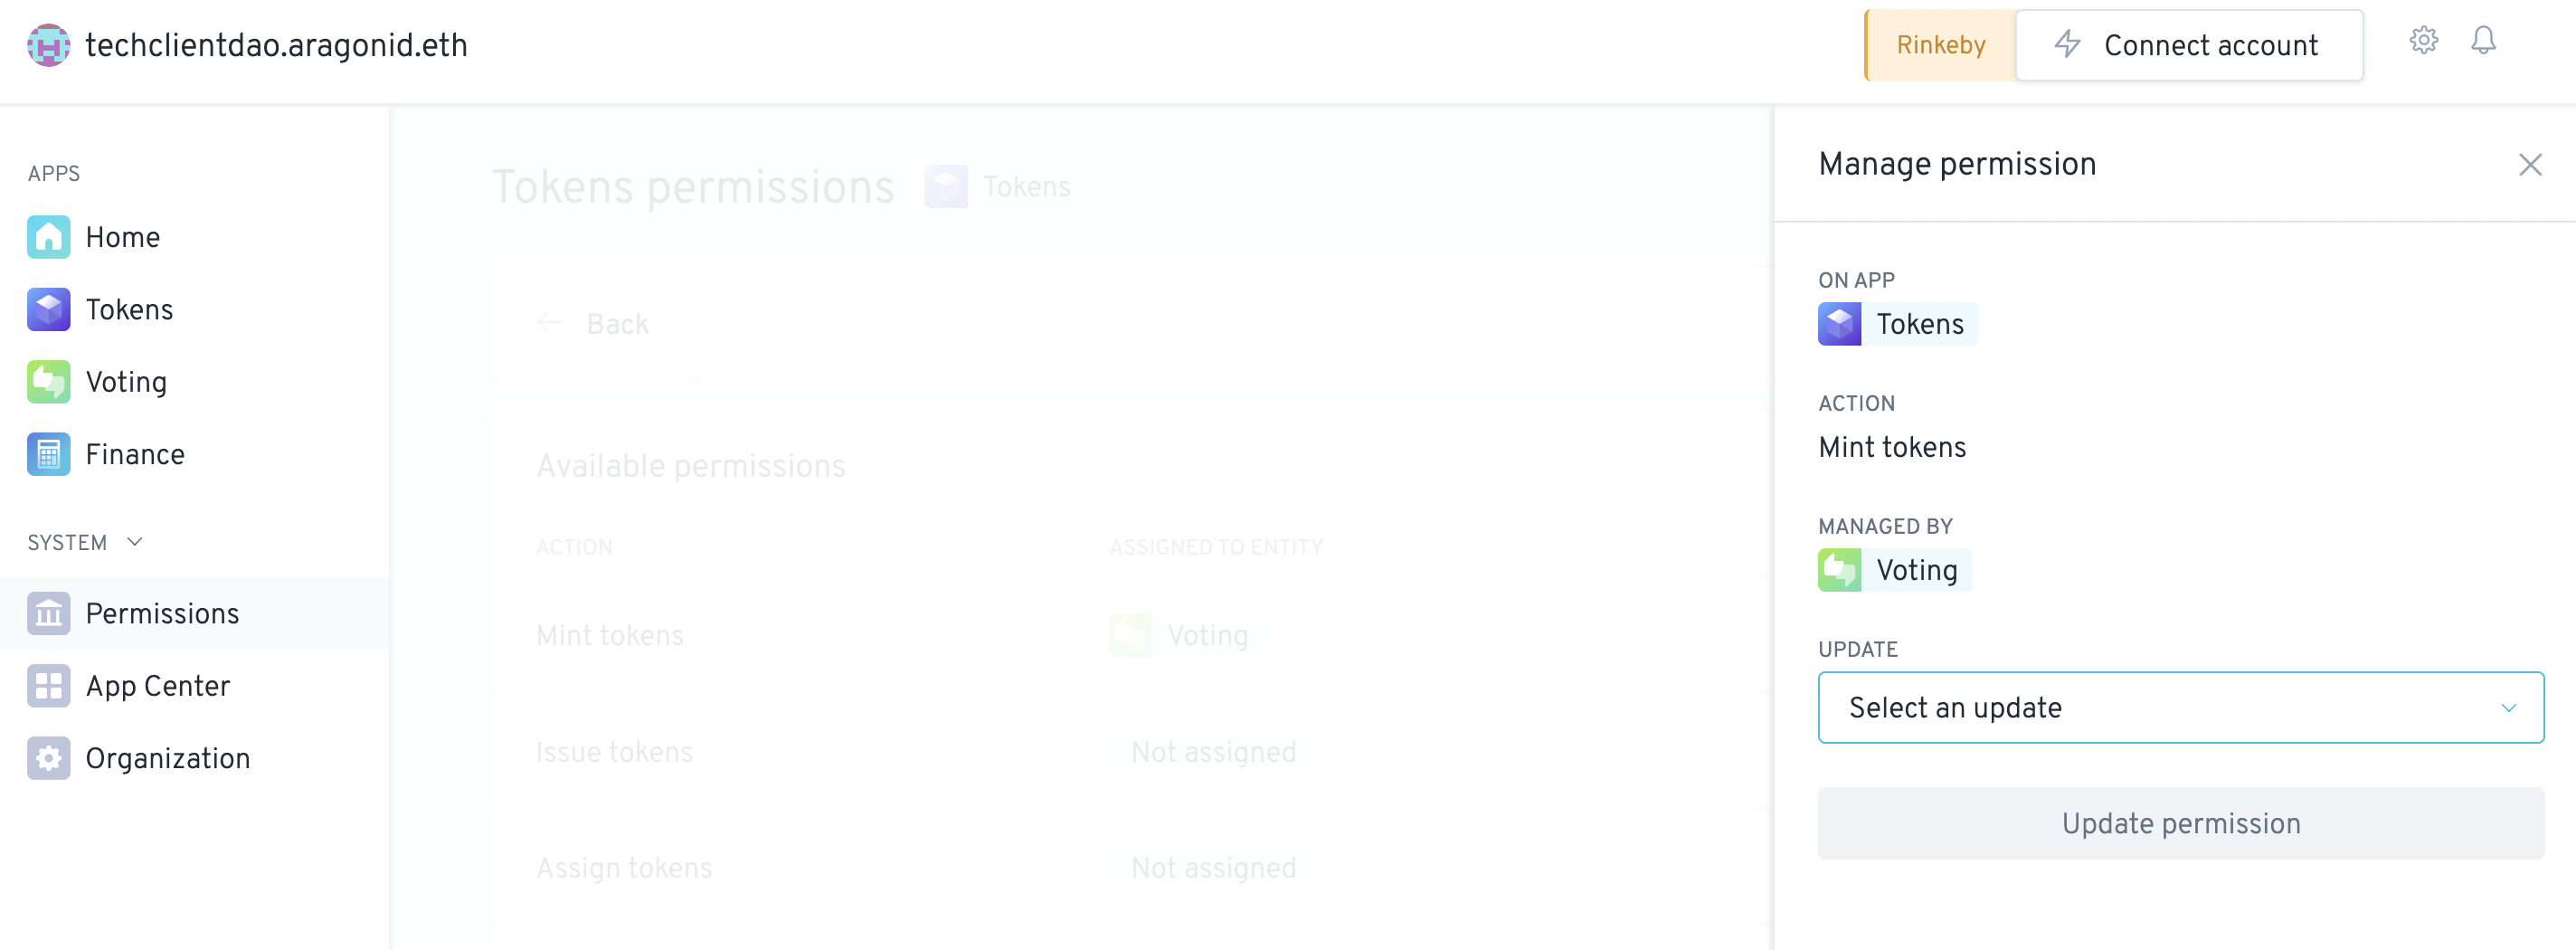 techclientdao.aragonid.eth
Rinkeby
Connect account
APPS
Home
Tokens
Voting
Finance
SYSTEM
Permissions
App Center
Organization
Tokens permissions
Tokens
Back
Available permissions
ACTION
ASSIGNED TO ENTITY
Mint tokens
Voting
Issue tokens
Not assigned
Assign tokens
Not assigned
Manage permission
ON APP
Tokens
ACTION
Mint tokens
MANAGED BY
Voting
UPDATE
Select an update
Update permission